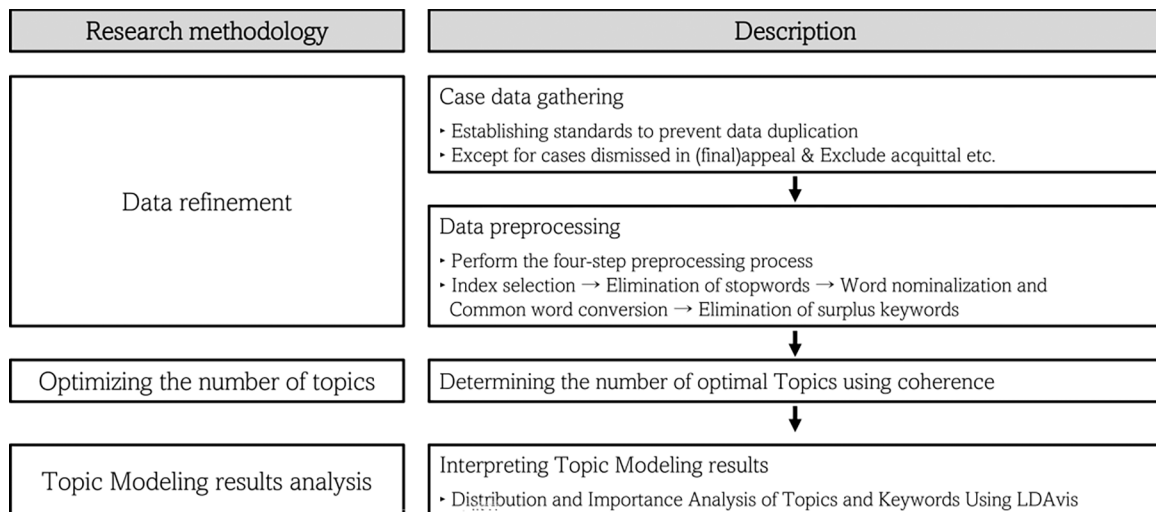 Research methodology
Description
Data refinement
Case data gathering
‣ Establishing standards to prevent data duplication
‣ Except for cases dismissed in (final)appeal & Exclude acquittal etc.
Data preprocessing
‣ Perform the four-step preprocessing process
‣ Index selection → Elimination of stopwords → Word nominalization and
Common word conversion → Elimination of surplus keywords
Optimizing the number of topics
Determining the number of optimal Topics using coherence
Topic Modeling results analysis
Interpreting Topic Modeling results
‣ Distribution and Importance Analysis of Topics and Keywords Using LDAvis